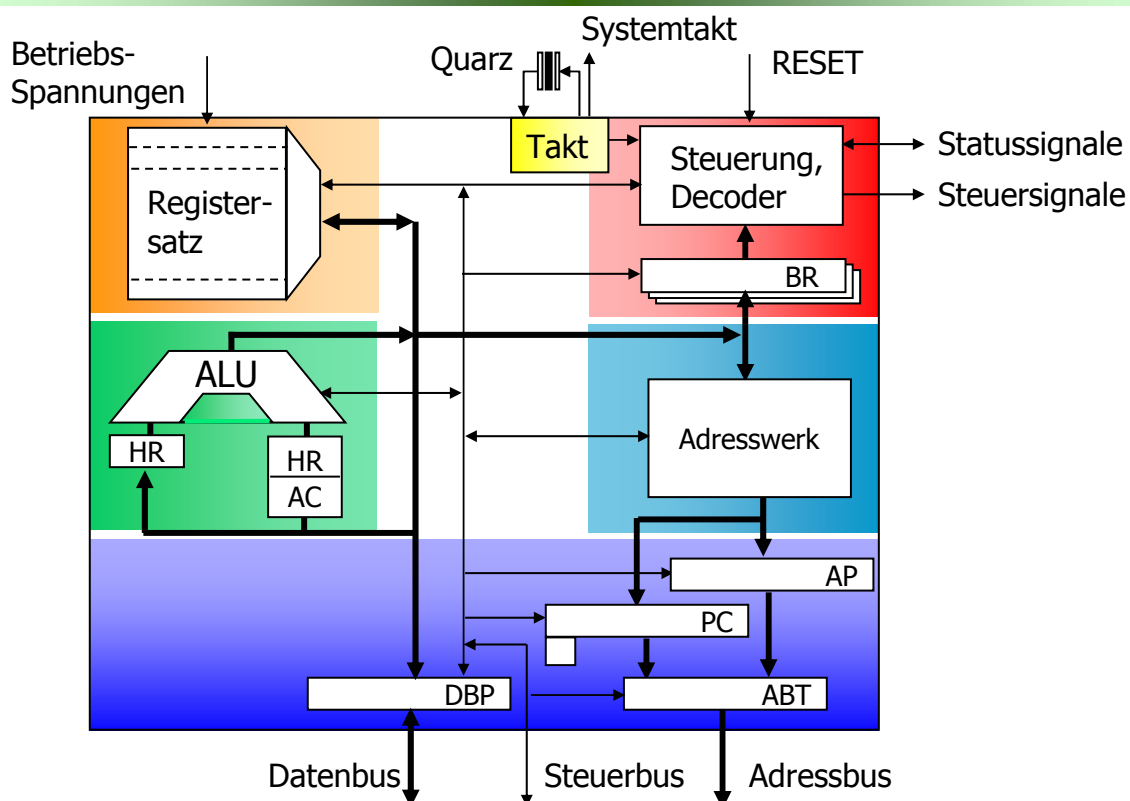 Systemtakt
Betriebs-
Spannungen
Quarz
RESET
Takt
Steuerung,
Decoder
Statussignale
Steuersignale
Register-
satz
BR
ALU
HR
HR
AC
Adresswerk
AP
PC
DBP
ABT
Datenbus
Steuerbus
Adressbus